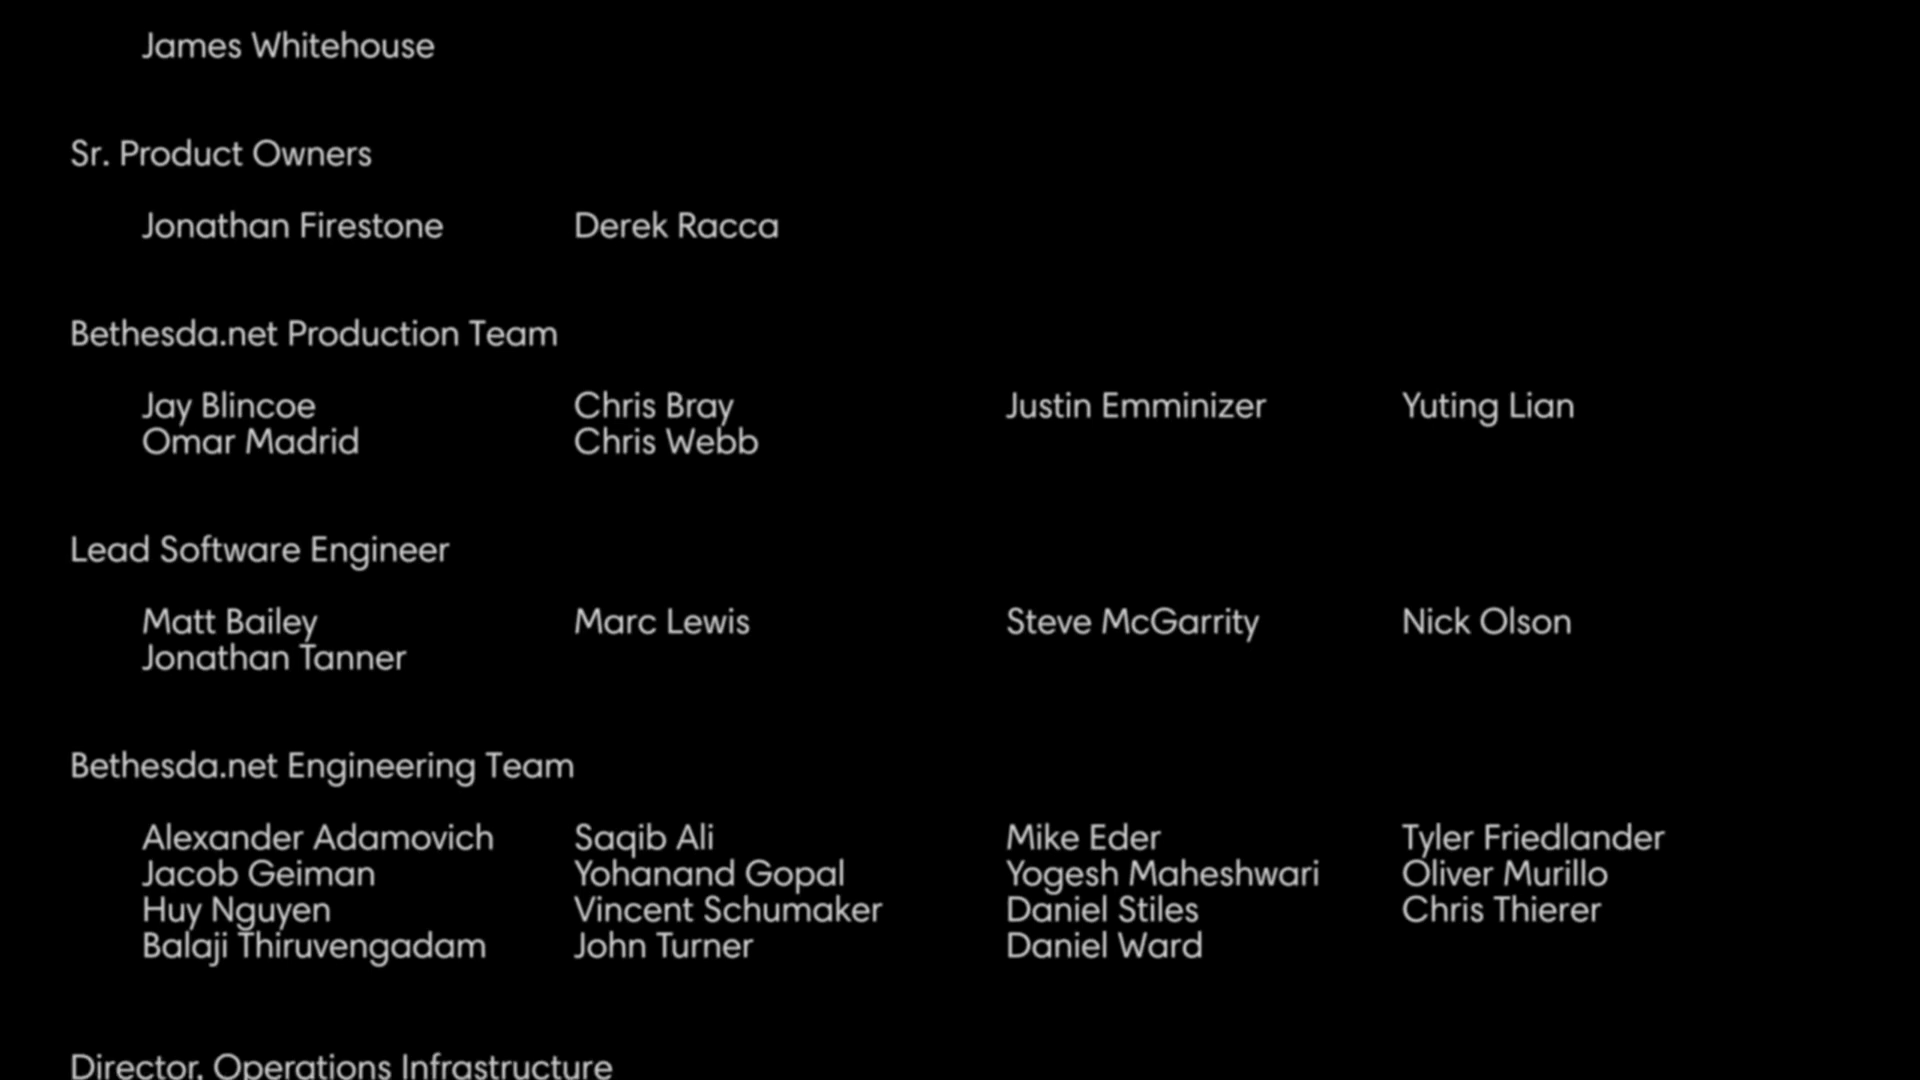 James Whitehouse
Sr. Product Owners
Jonathan Firestone Derek Racca
Bethesda.net Production Team
Jay Blincoe Chris Bray Justin Emminizer Yuting Lian
Omar Madrid Chris Webb
Lead Software Engineer
Matt Bailey Marc Lewis Steve McGarrity Nick Olson
Jonathan Tanner
Bethesda.net Engineering Team
Alexander Adamovich Saqib Ali Mike Eder Tyler Friedlander
Jacob Geiman Yohanand Gopal Yogesh Maheshwari Oliver Murillo
Huy Nguyen Vincent Schumaker Daniel Stiles Chris Thierer
Balaji Thiruvengadam John Turner Daniel Ward
Director, Operations Infrastructure